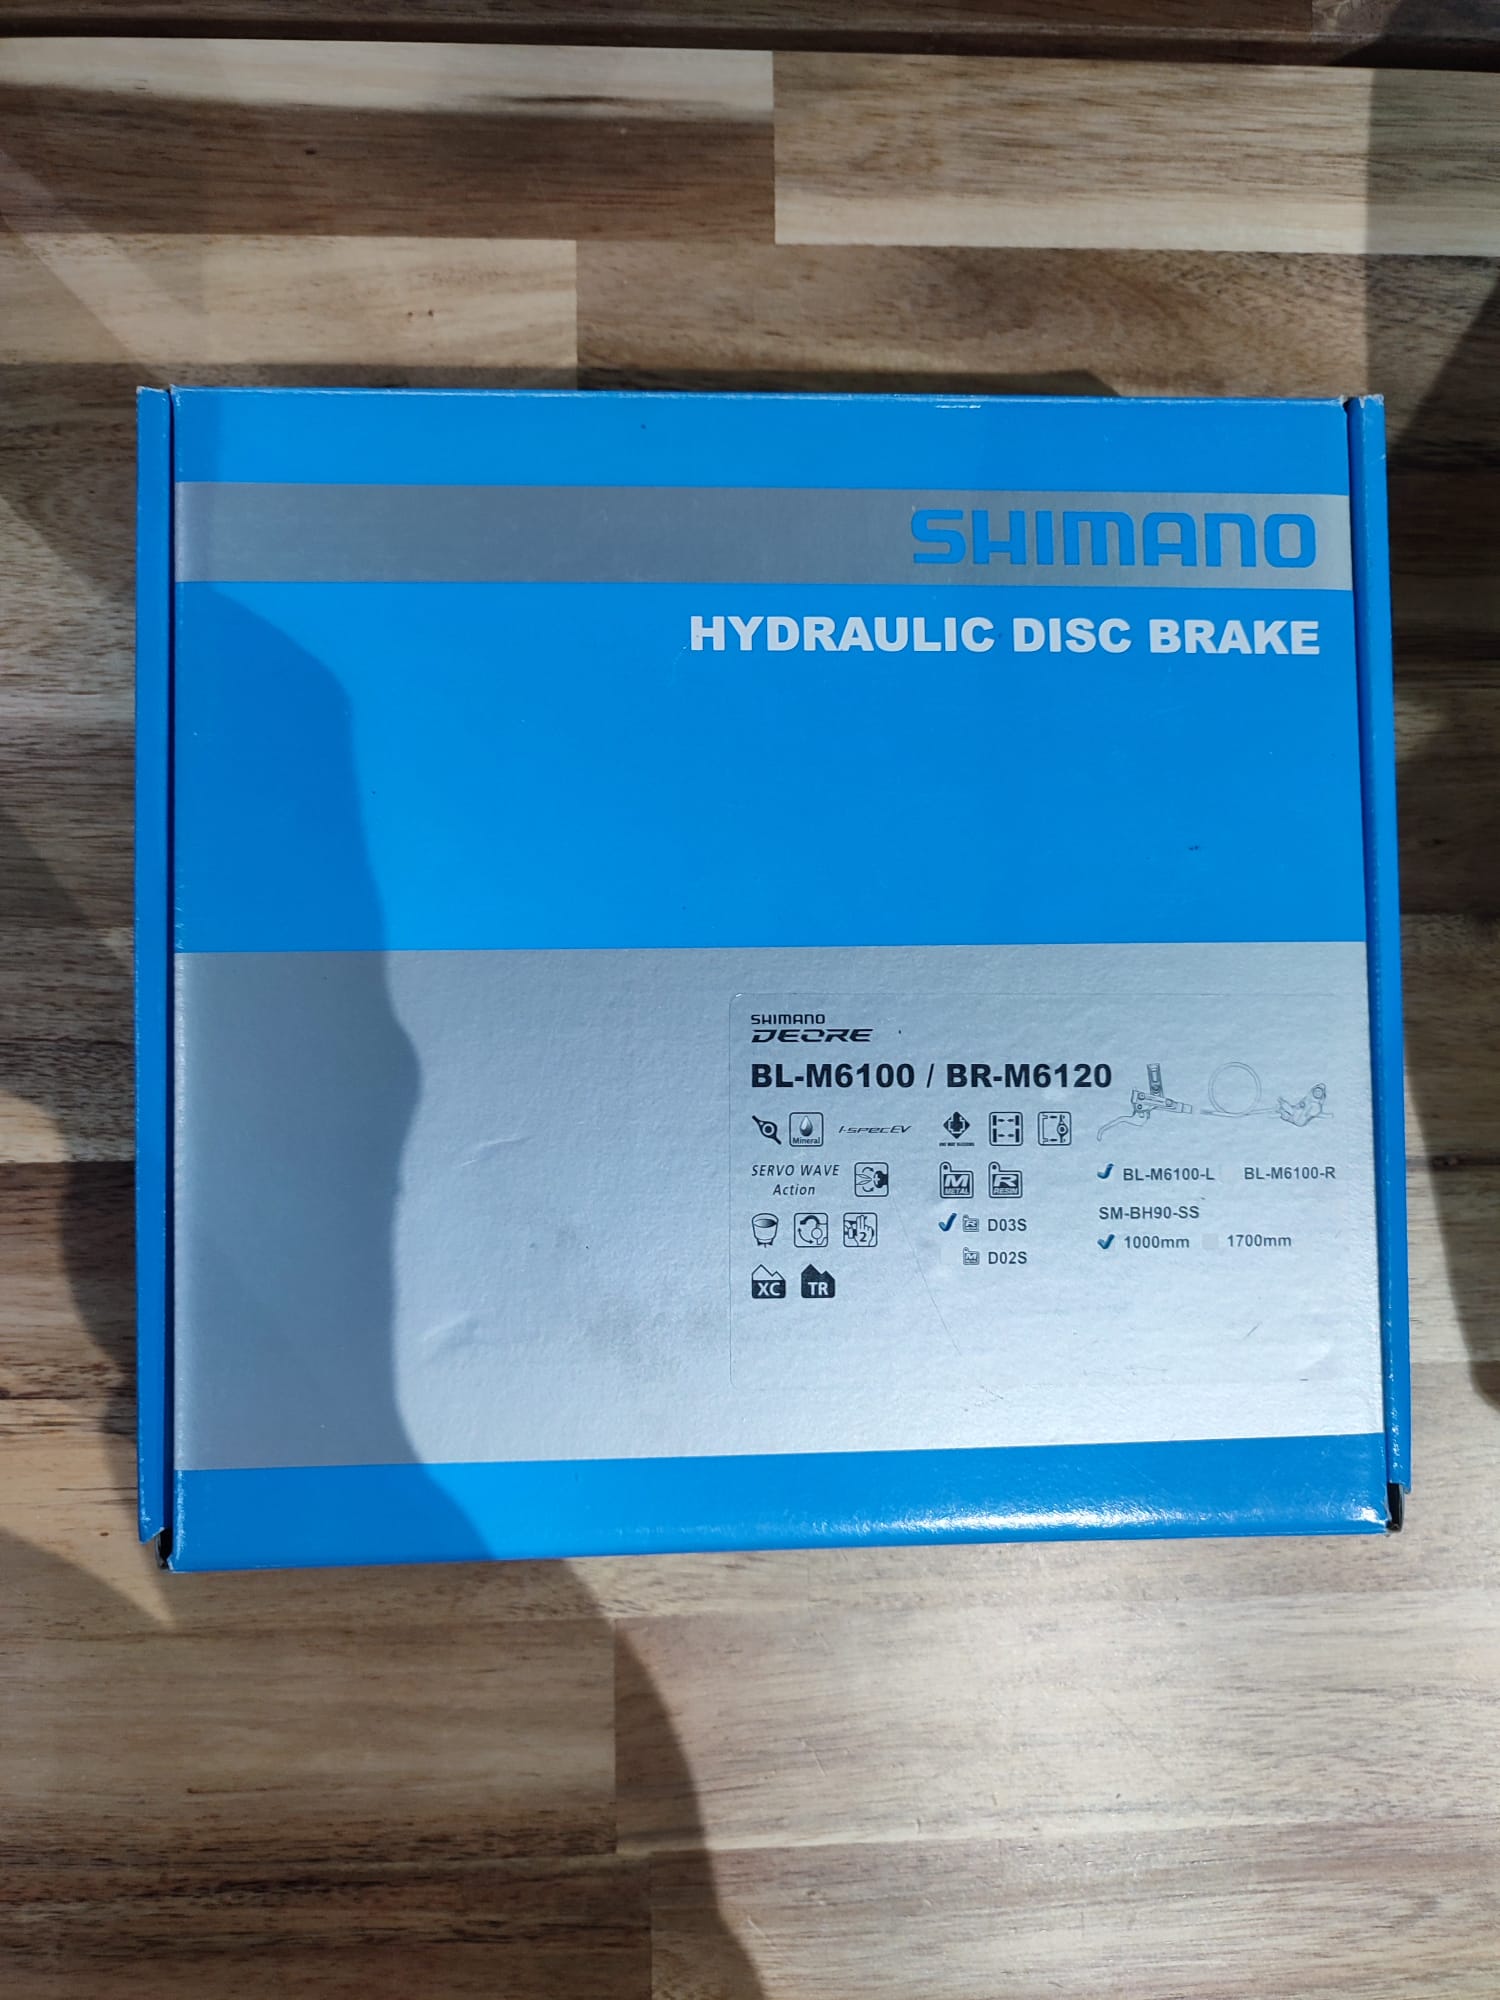 SHIMANO
HYDRAULIC DISC BRAKE
SHIMANO
DEORE
BL-M6100 / BR-M6120
Mineral
I-SPEC EV
SERVO WAVE
Action
M
METAL
R
RESIN
BL-M6100-L BL-M6100-R
SM-BH90-SS
R D03S
1000mm 1700mm
2
M D02S
XC TR